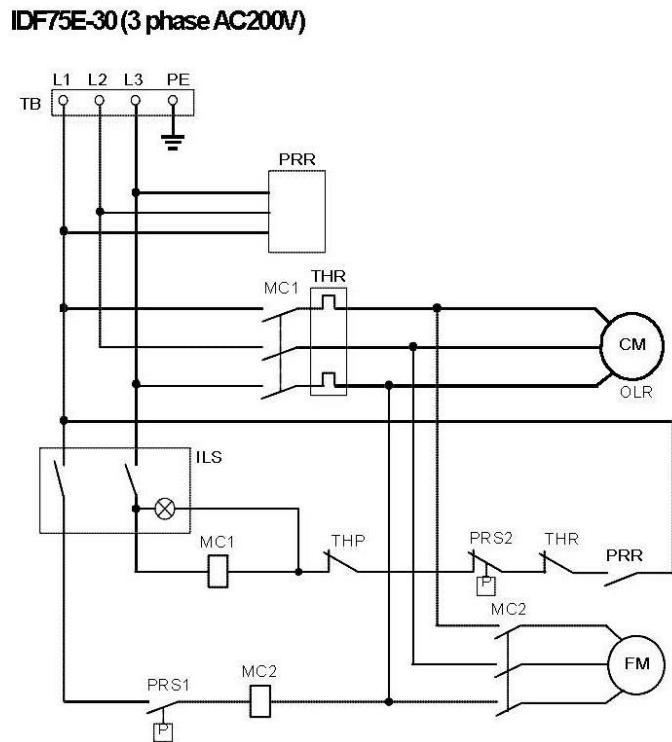 IDF75E-30 (3 phase AC200V)
L1 L2 L3 PE
TB
PRR
MC1 THR
CM
OLR
ILS
MC1 THP PRS2 THR PRR
P
MC2
FM
PRS1 MC2
P